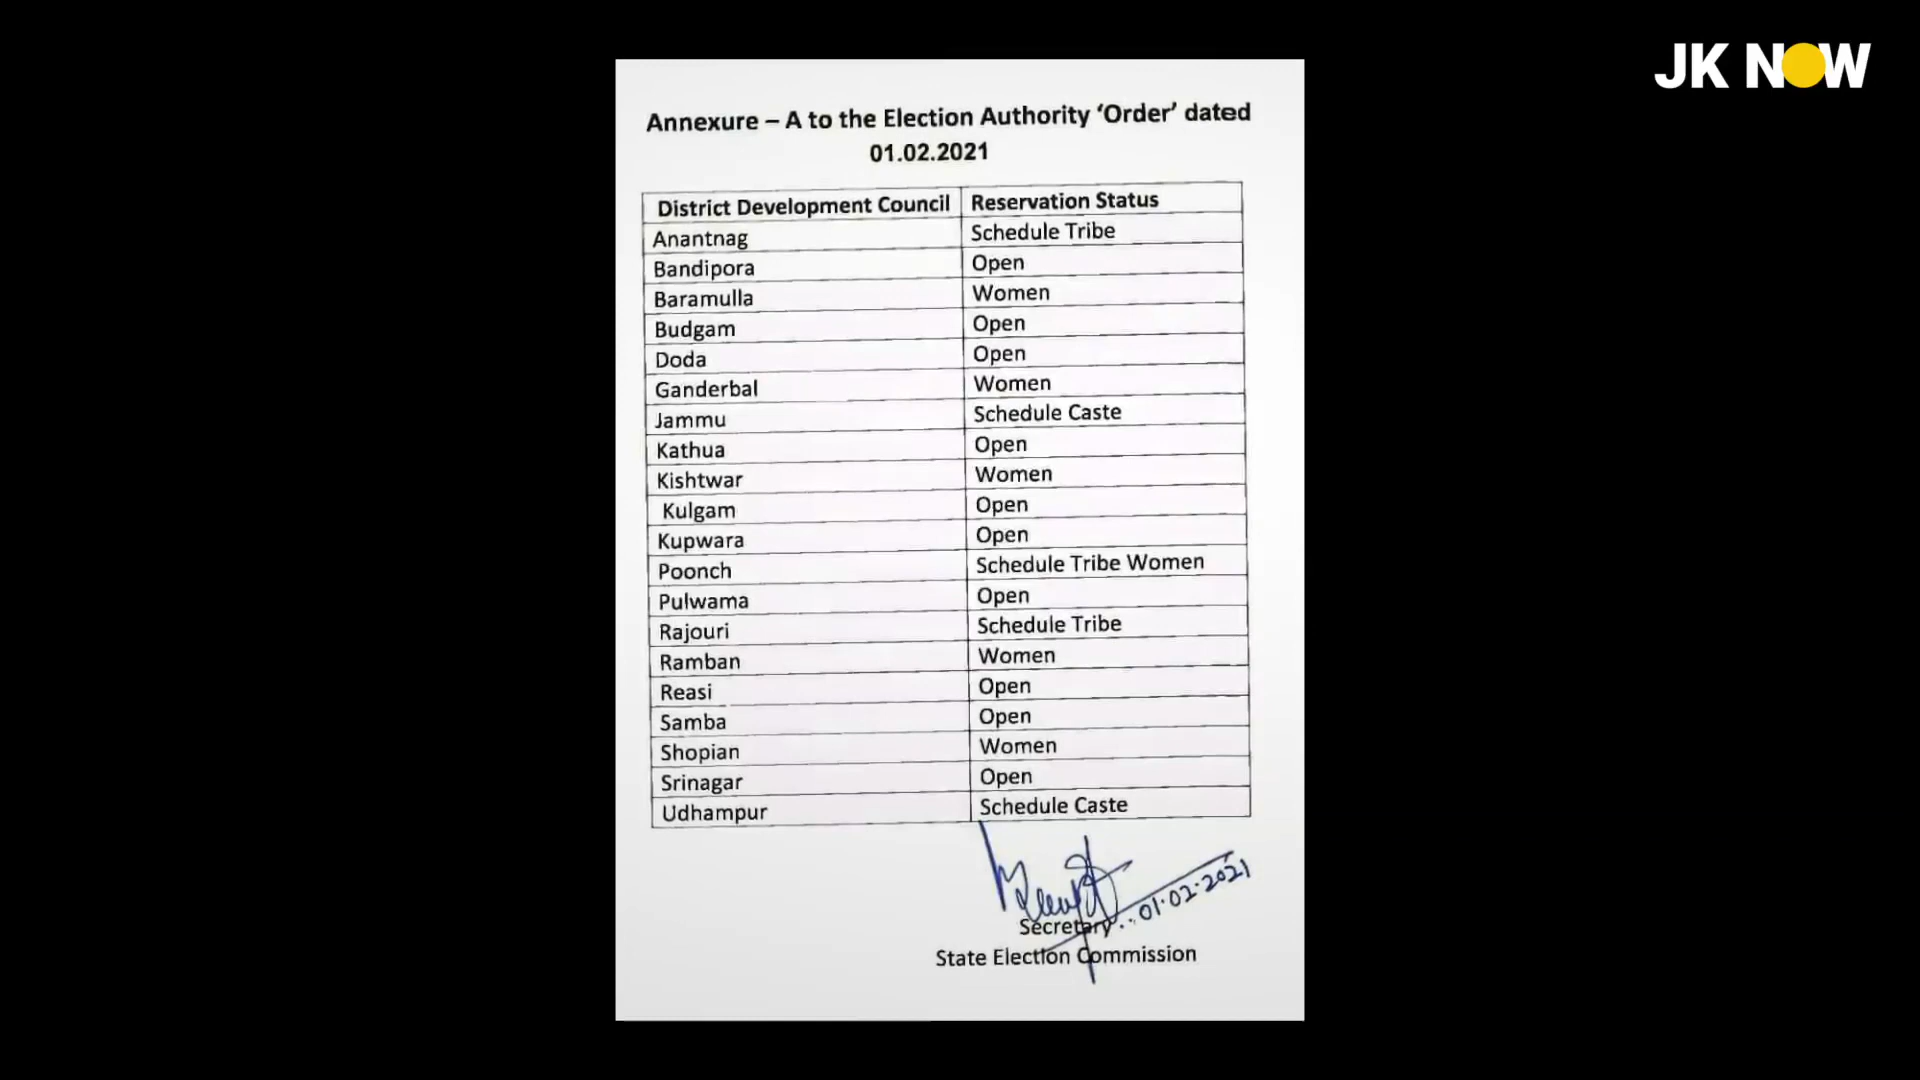 JK NOW
Annexure – A to the Election Authority ‘Order’ dated
01.02.2021
District Development Council Reservation Status
Anantnag Schedule Tribe
Bandipora Open
Baramulla Women
Budgam Open
Doda Open
Ganderbal Women
Jammu Schedule Caste
Kathua Open
Kishtwar Women
Kulgam Open
Kupwara Open
Poonch Schedule Tribe Women
Pulwama Open
Rajouri Schedule Tribe
Ramban Women
Reasi Open
Samba Open
Shopian Women
Srinagar Open
Udhampur Schedule Caste
01.02.2021
Secretary
State Election Commission